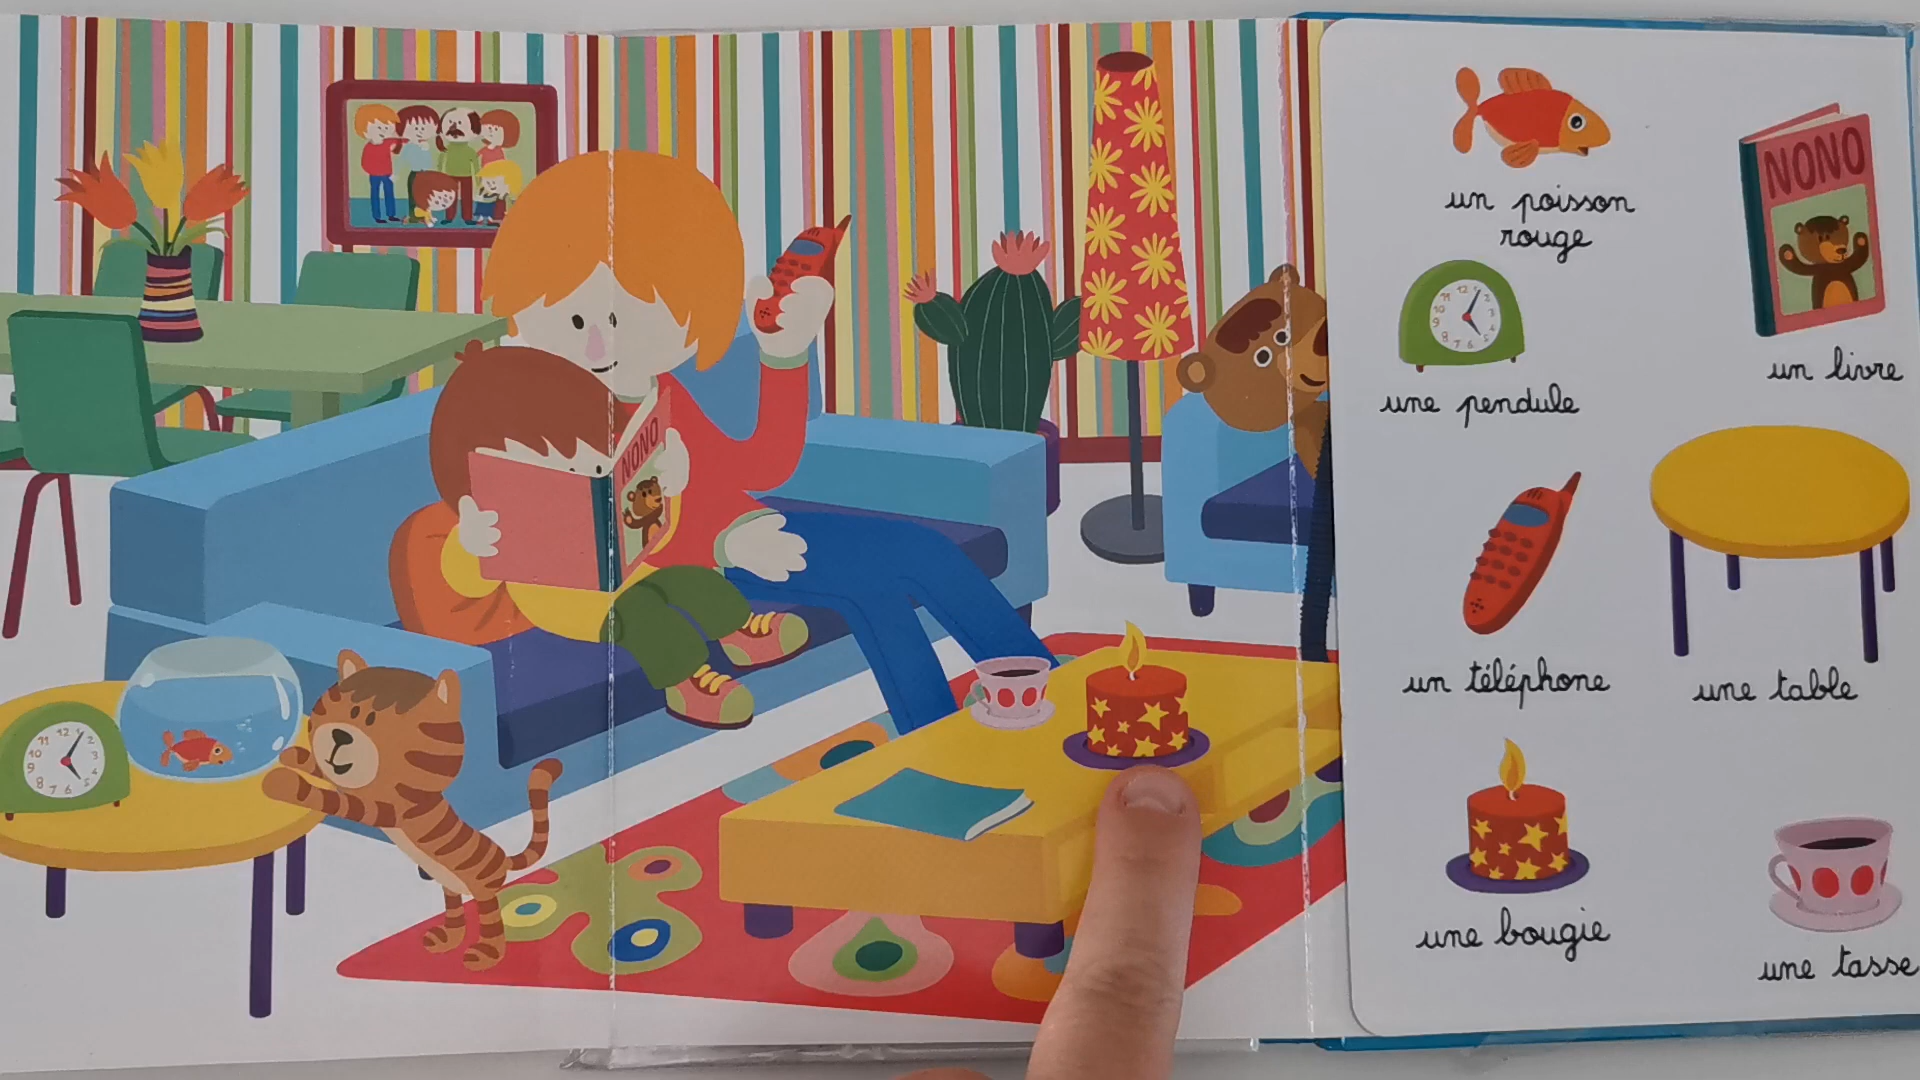 un poisson
rouge
NONO
un livre
une pendule
un téléphone
une table
une bougie
une tasse
NONO